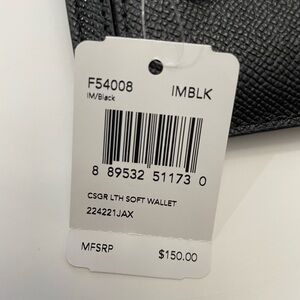 F54008 IMBLK
IM/Black
8 89532 51173 0
CSGR LTH SOFT WALLET
224221JAX
MFSRP $150.00